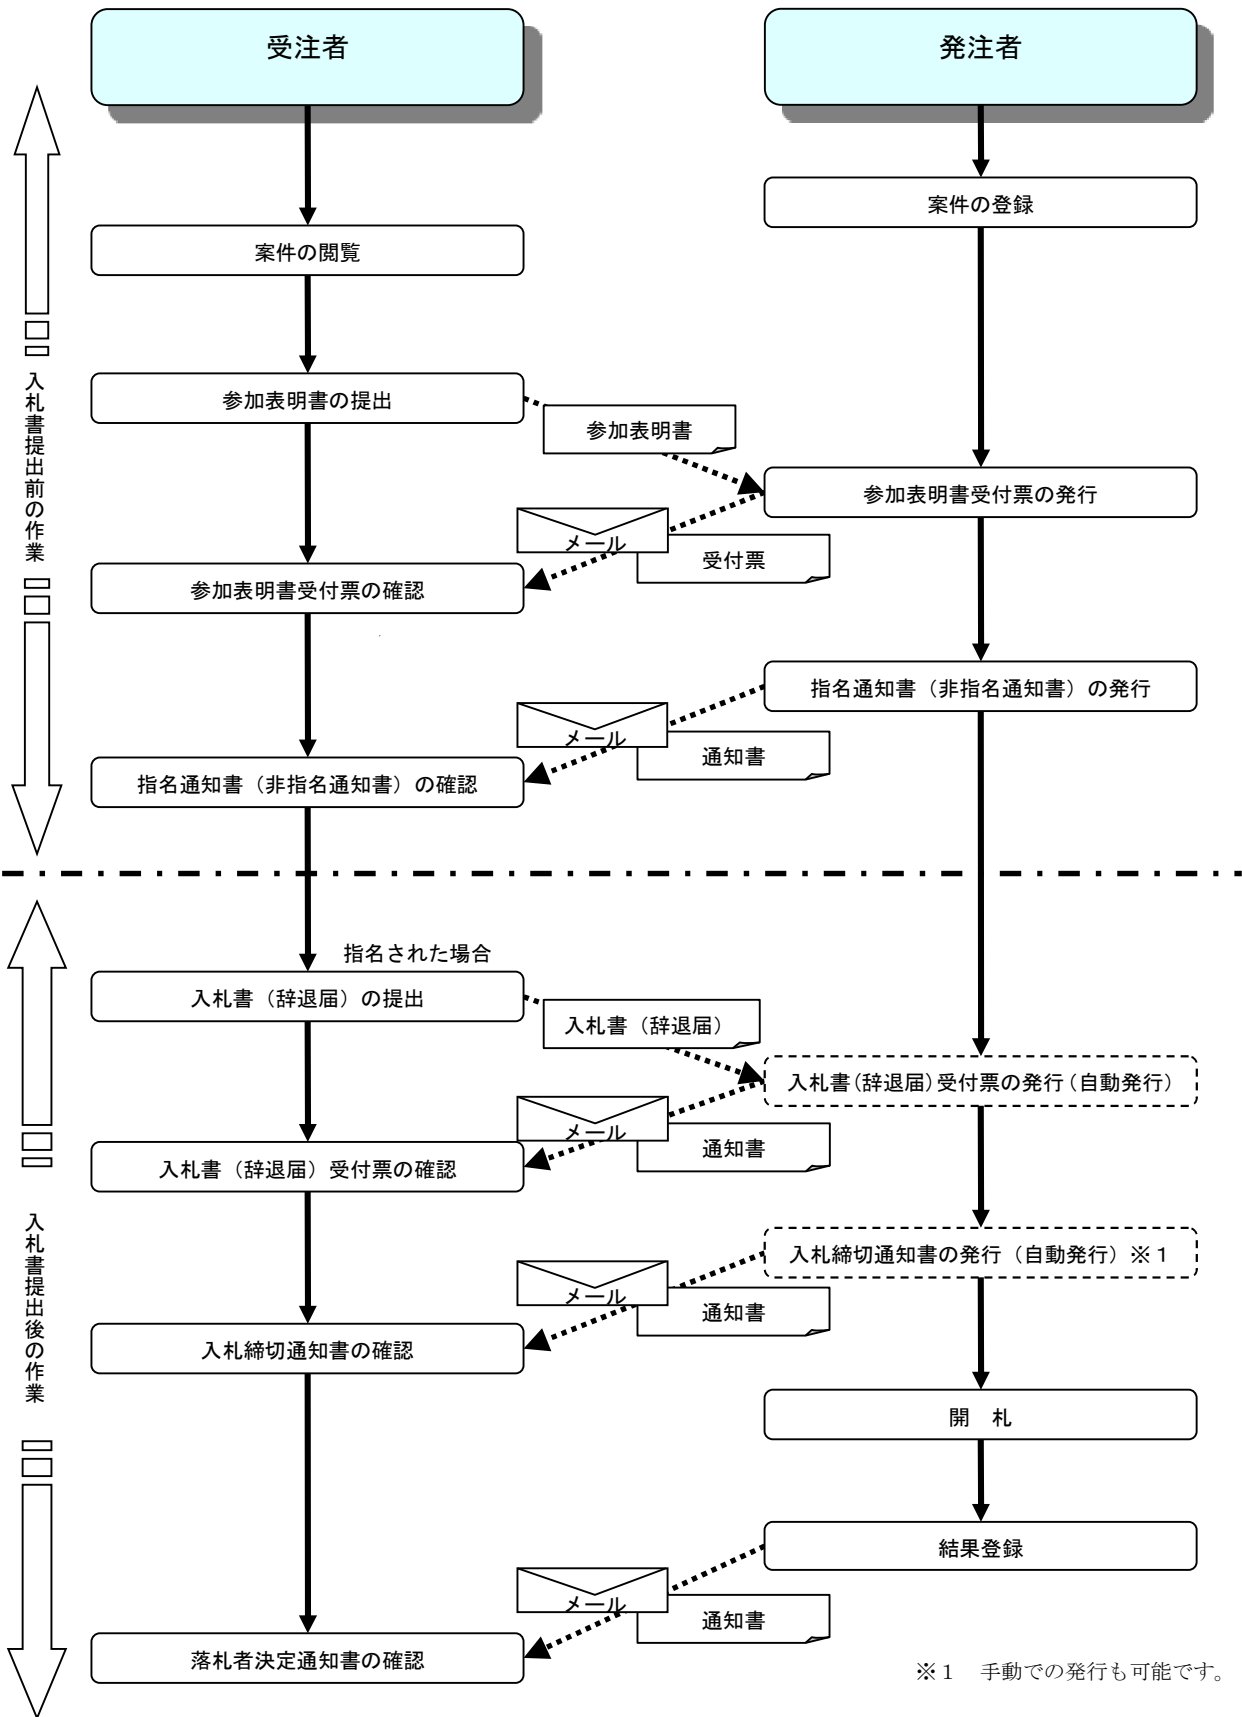 受注者
発注者
案件の登録
案件の閲覧
参加表明書の提出
参加表明書
参加表明書受付票の発行
メール
受付票
参加表明書受付票の確認
入札書提出前の作業
指名通知書（非指名通知書）の発行
メール
通知書
指名通知書（非指名通知書）の確認
指名された場合
入札書（辞退届）の提出
入札書（辞退届）
入札書（辞退届）受付票の発行（自動発行）
メール
通知書
入札書（辞退届）受付票の確認
入札書提出後の作業
入札締切通知書の発行（自動発行）※１
メール
通知書
入札締切通知書の確認
開　札
結果登録
メール
通知書
落札者決定通知書の確認
※１　手動での発行も可能です。